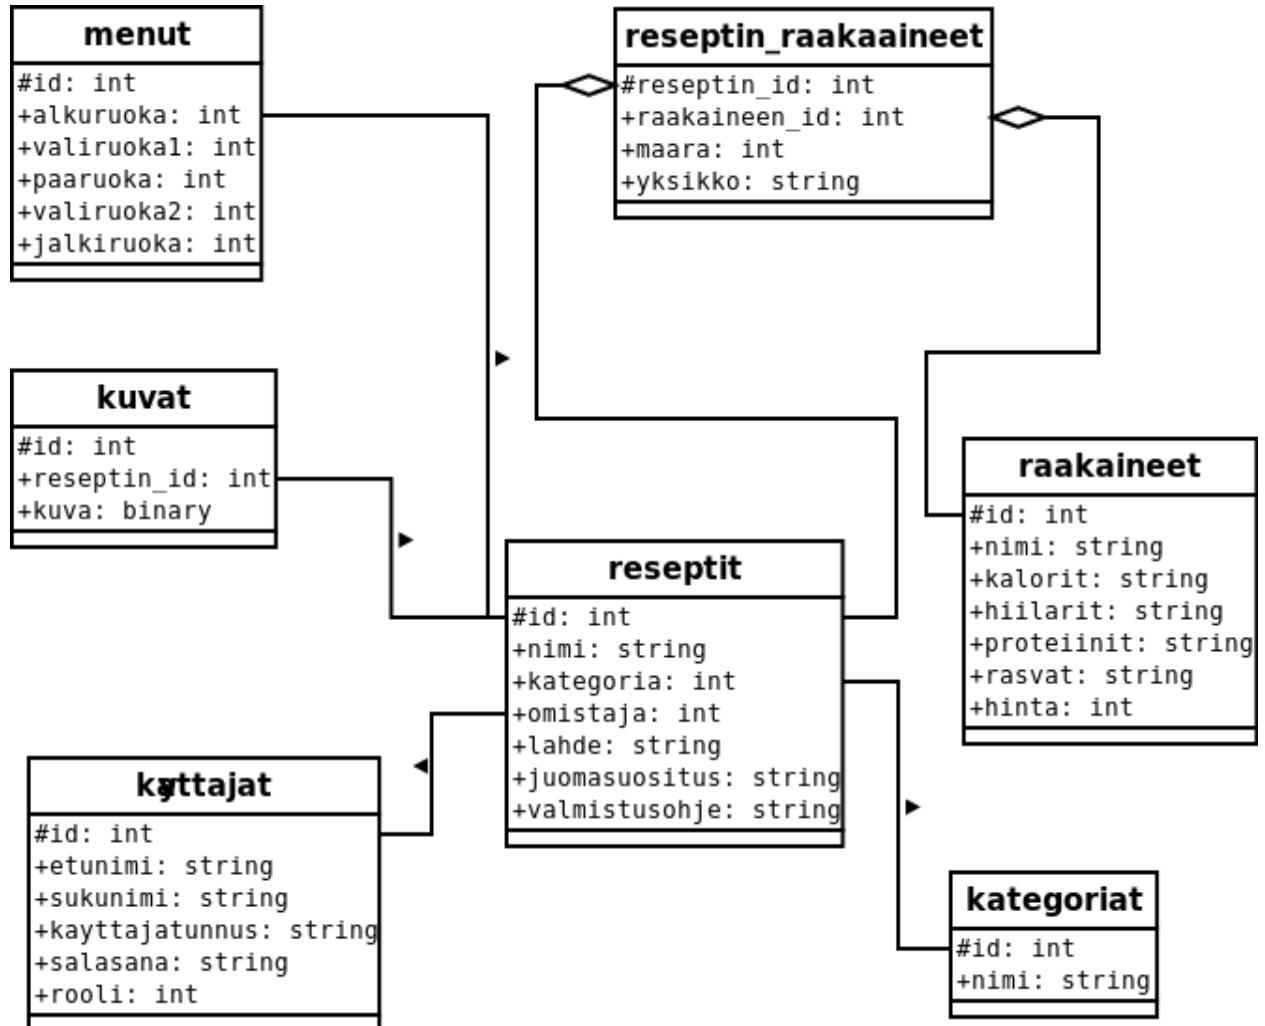 menut
#id: int
+alkuruoka: int
+valiruoka1: int
+paaruoka: int
+valiruoka2: int
+jalkiruoka: int
reseptin_raakaaineet
#reseptin_id: int
+raakaineen_id: int
+maara: int
+yksikko: string
kuvat
#id: int
+reseptin_id: int
+kuva: binary
raakaineet
#id: int
+nimi: string
+kalorit: string
+hiilarit: string
+proteiinit: string
+rasvat: string
+hinta: int
reseptit
#id: int
+nimi: string
+kategoria: int
+omistaja: int
+lahde: string
+juomasuositus: string
+valmistusohje: string
kayttajat
#id: int
+etunimi: string
+sukunimi: string
+kayttajatunnus: string
+salasana: string
+rooli: int
kategoriat
#id: int
+nimi: string